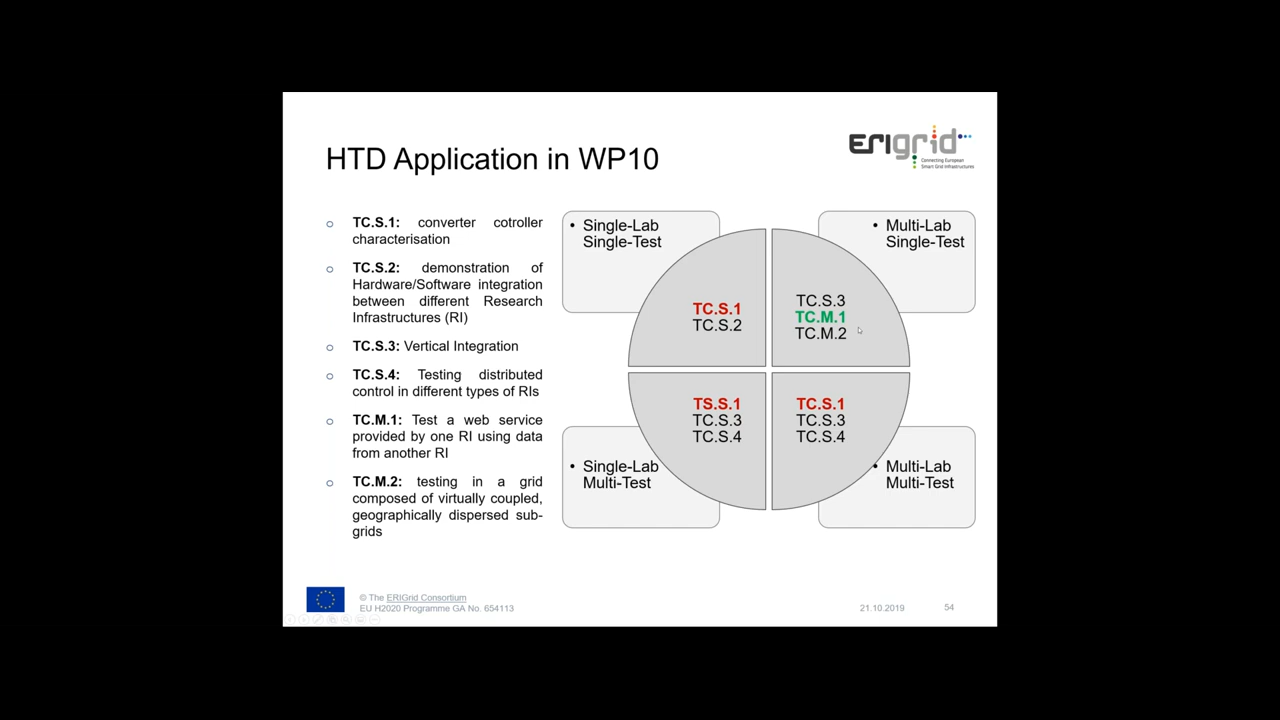 HTD Application in WP10
ERIgrid
Connecting European
Smart Grid Infrastructures
TC.S.1: converter cotroller
characterisation
TC.S.2: demonstration of
Hardware/Software integration
between different Research
Infrastructures (RI)
TC.S.3: Vertical Integration
TC.S.4: Testing distributed
control in different types of RIs
TC.M.1: Test a web service
provided by one RI using data
from another RI
TC.M.2: testing in a grid
composed of virtually coupled,
geographically dispersed sub-
grids
• Single-Lab
Single-Test
• Multi-Lab
Single-Test
TC.S.1
TC.S.2
TC.S.3
TC.M.1
TC.M.2
TS.S.1
TC.S.3
TC.S.4
TC.S.1
TC.S.3
TC.S.4
• Single-Lab
Multi-Test
• Multi-Lab
Multi-Test
© The ERIGrid Consortium
EU H2020 Programme GA No. 654113
21.10.2019
54